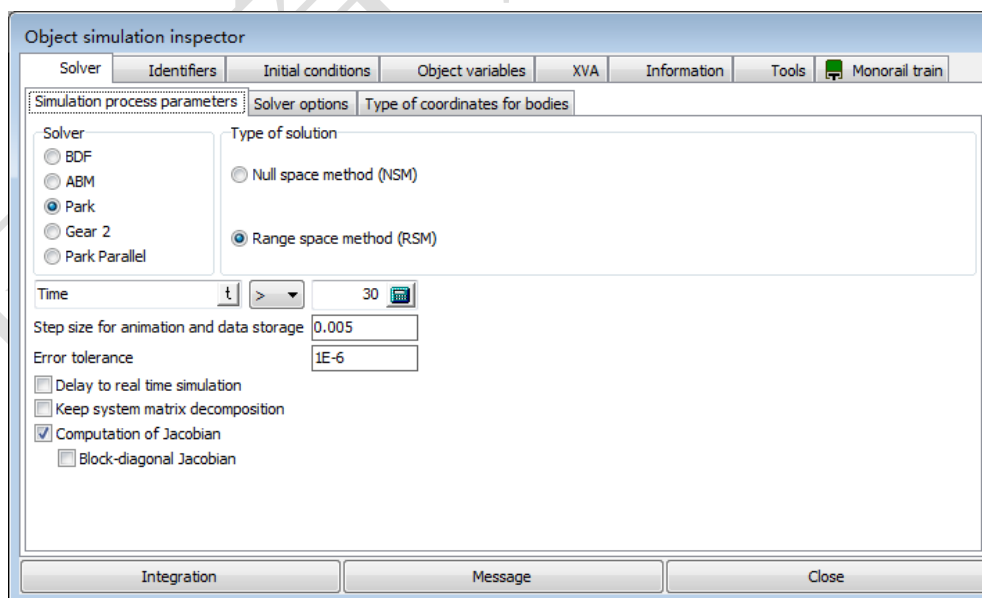 Object simulation inspector
Solver Identifiers Initial conditions Object variables XVA Information Tools Monorail train
Simulation process parameters Solver options Type of coordinates for bodies
Solver Type of solution
BDF
Null space method (NSM)
ABM
Park
Gear 2
Range space method (RSM)
Park Parallel
Time t > 30
Step size for animation and data storage 0.005
Error tolerance 1E-6
Delay to real time simulation
Keep system matrix decomposition
Computation of Jacobian
Block-diagonal Jacobian
Integration Message Close